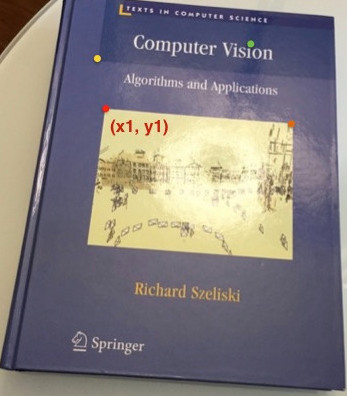 TEXTS IN COMPUTER SCIENCE
Computer Vision
Algorithms and Applications
(x1, y1)
Richard Szeliski
Springer